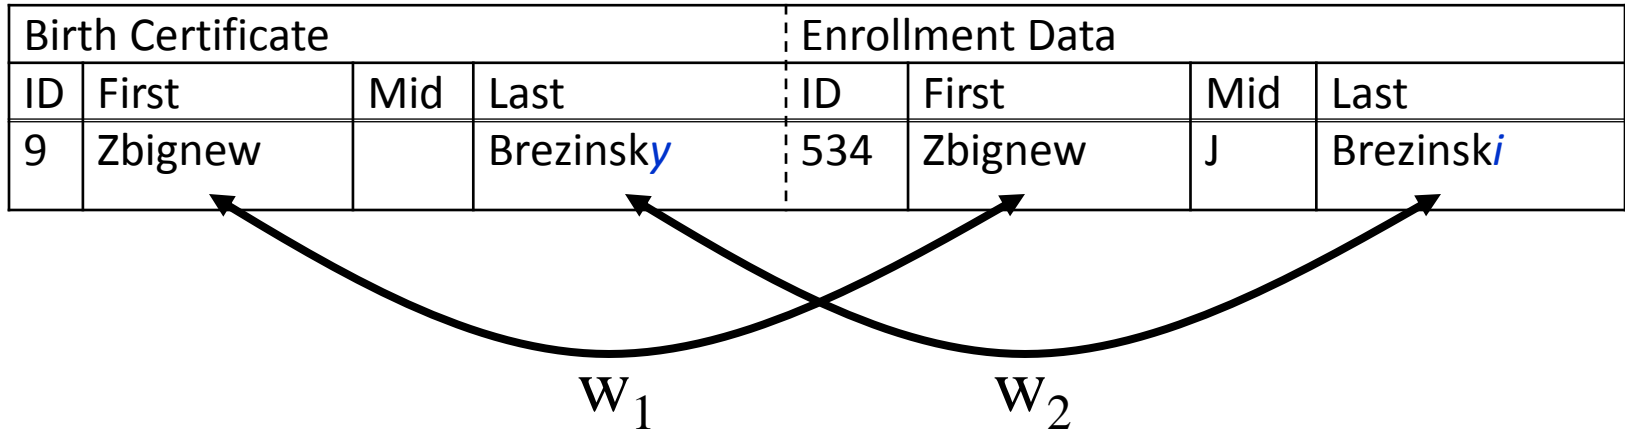 Birth Certificate Enrollment Data
ID First Mid Last ID First Mid Last
9 Zbignew Brezinsky 534 Zbignew J Brezinski
w1 w2